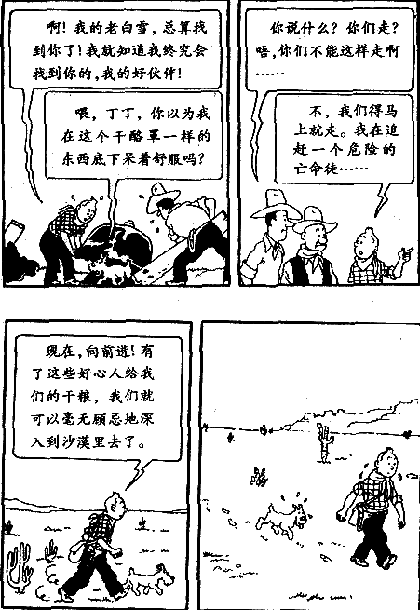 啊！我的老白雪，总算找
到你了！我就知道我终究会
找到你的，我的好伙伴！
喂，丁丁，你以为我
在这个干酪罩一样的
东西底下呆着舒服吗？
你说什么？你们走？
唔，你们不能这样走啊
……
不，我们得马
上就走。我在追
赶一个危险的
亡命徒……
现在，向前进！有
了这些好心人给我
们的干粮，我们就
可以毫无顾忌地深
入到沙漠里去了。